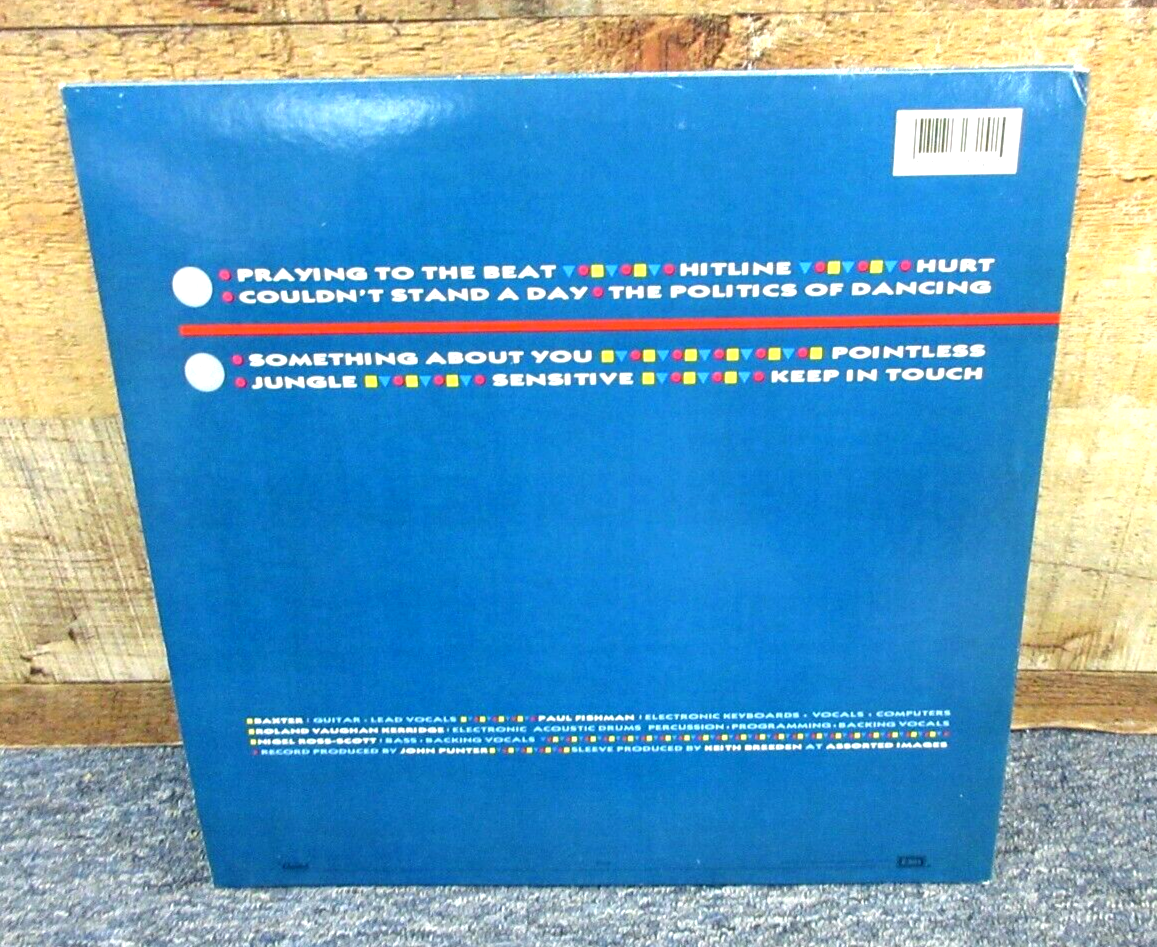 PRAYING TO THE BEAT HITLINE HURT
COULDN'T STAND A DAY THE POLITICS OF DANCING
SOMETHING ABOUT YOU POINTLESS
JUNGLE SENSITIVE KEEP IN TOUCH
BAXTER GUITAR · LEAD VOCALS PAUL FISHMAN ELECTRONIC KEYBOARDS · VOCALS · COMPUTERS
ROLAND VAUGHAN KERRIDGE ELECTRONIC ACOUSTIC DRUMS PERCUSSION · PROGRAMMING · BACKING VOCALS
NIGEL ROSS-SCOTT BASS · BACKING VOCALS
RECORD PRODUCED BY JOHN PUNTER SLEEVE PRODUCED BY KEITH BREEDEN AT ASSORTED IMAGES
EMI